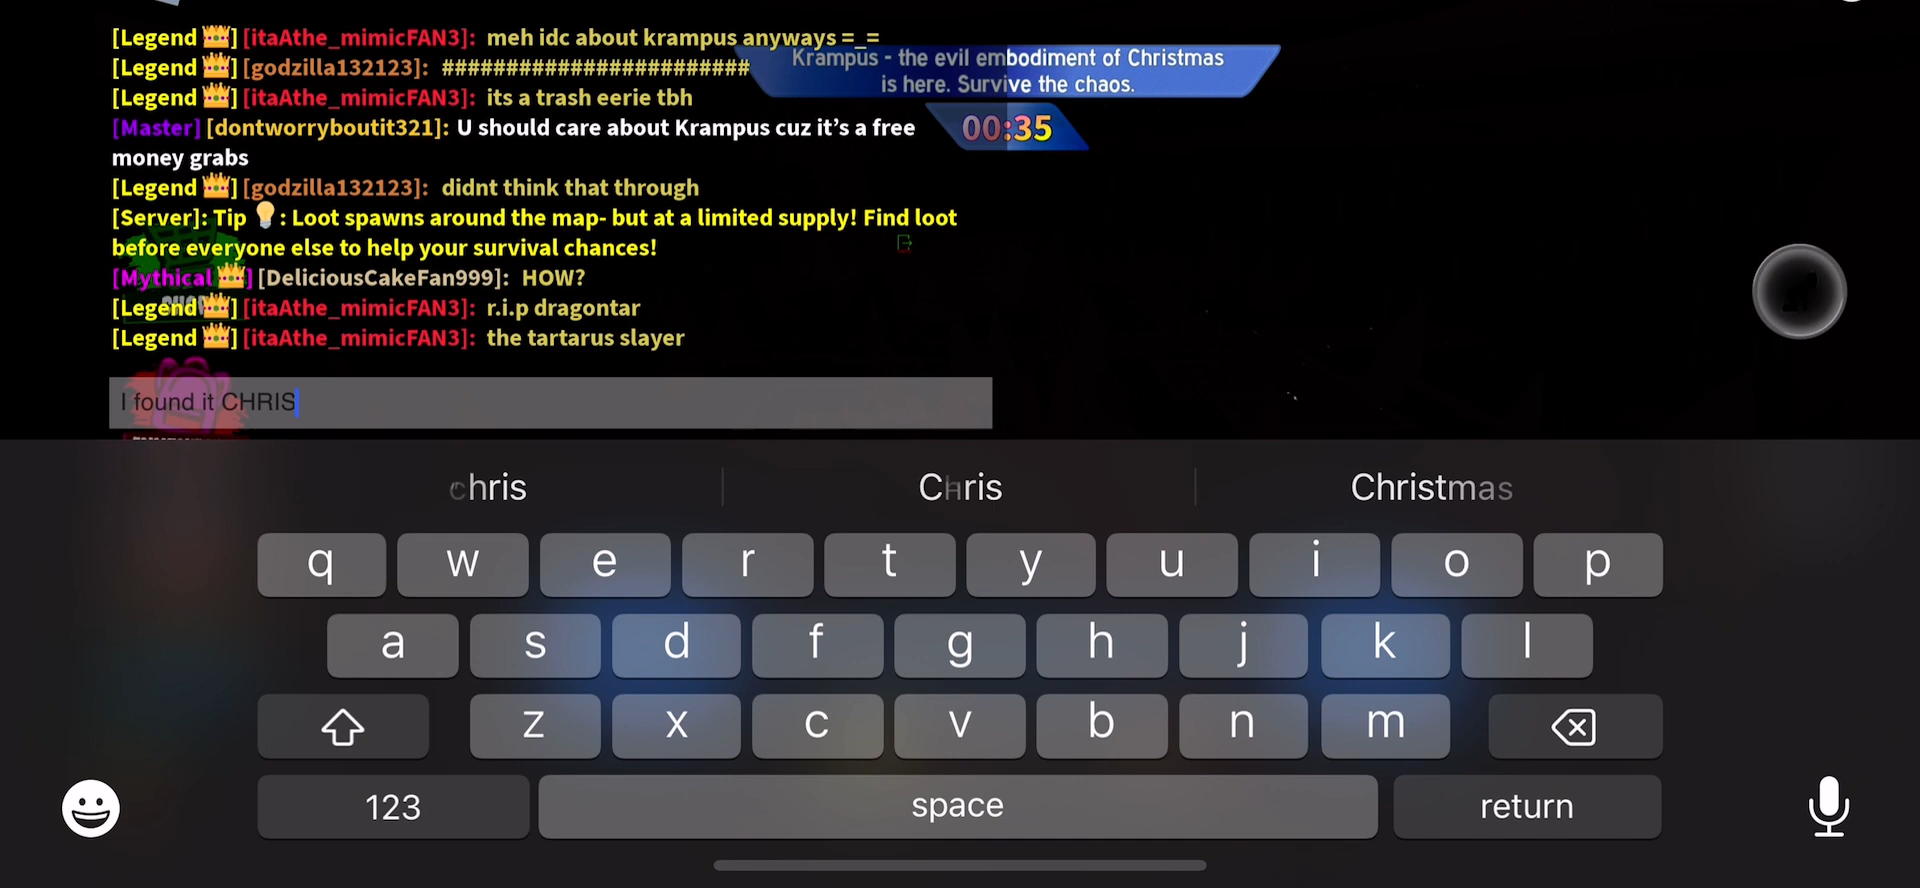 [Legend 👑] [itaAthe_mimicFAN3]: meh idc about krampus anyways =_=
[Legend 👑] [godzilla132123]: ########################
Krampus - the evil embodiment of Christmas
is here. Survive the chaos.
[Legend 👑] [itaAthe_mimicFAN3]: its a trash eerie tbh
00:35
[Master] [dontworryboutit321]: U should care about Krampus cuz it’s a free
money grabs
[Legend 👑] [godzilla132123]: didnt think that through
[Server]: Tip 💡: Loot spawns around the map- but at a limited supply! Find loot
before everyone else to help your survival chances!
[Mythical 👑] [DeliciousCakeFan999]: HOW?
[Legend 👑] [itaAthe_mimicFAN3]: r.i.p dragontar
[Legend 👑] [itaAthe_mimicFAN3]: the tartarus slayer
I found it CHRIS
chris Chris Christmas
q w e r t y u i o p
a s d f g h j k l
z x c v b n m
123 space return